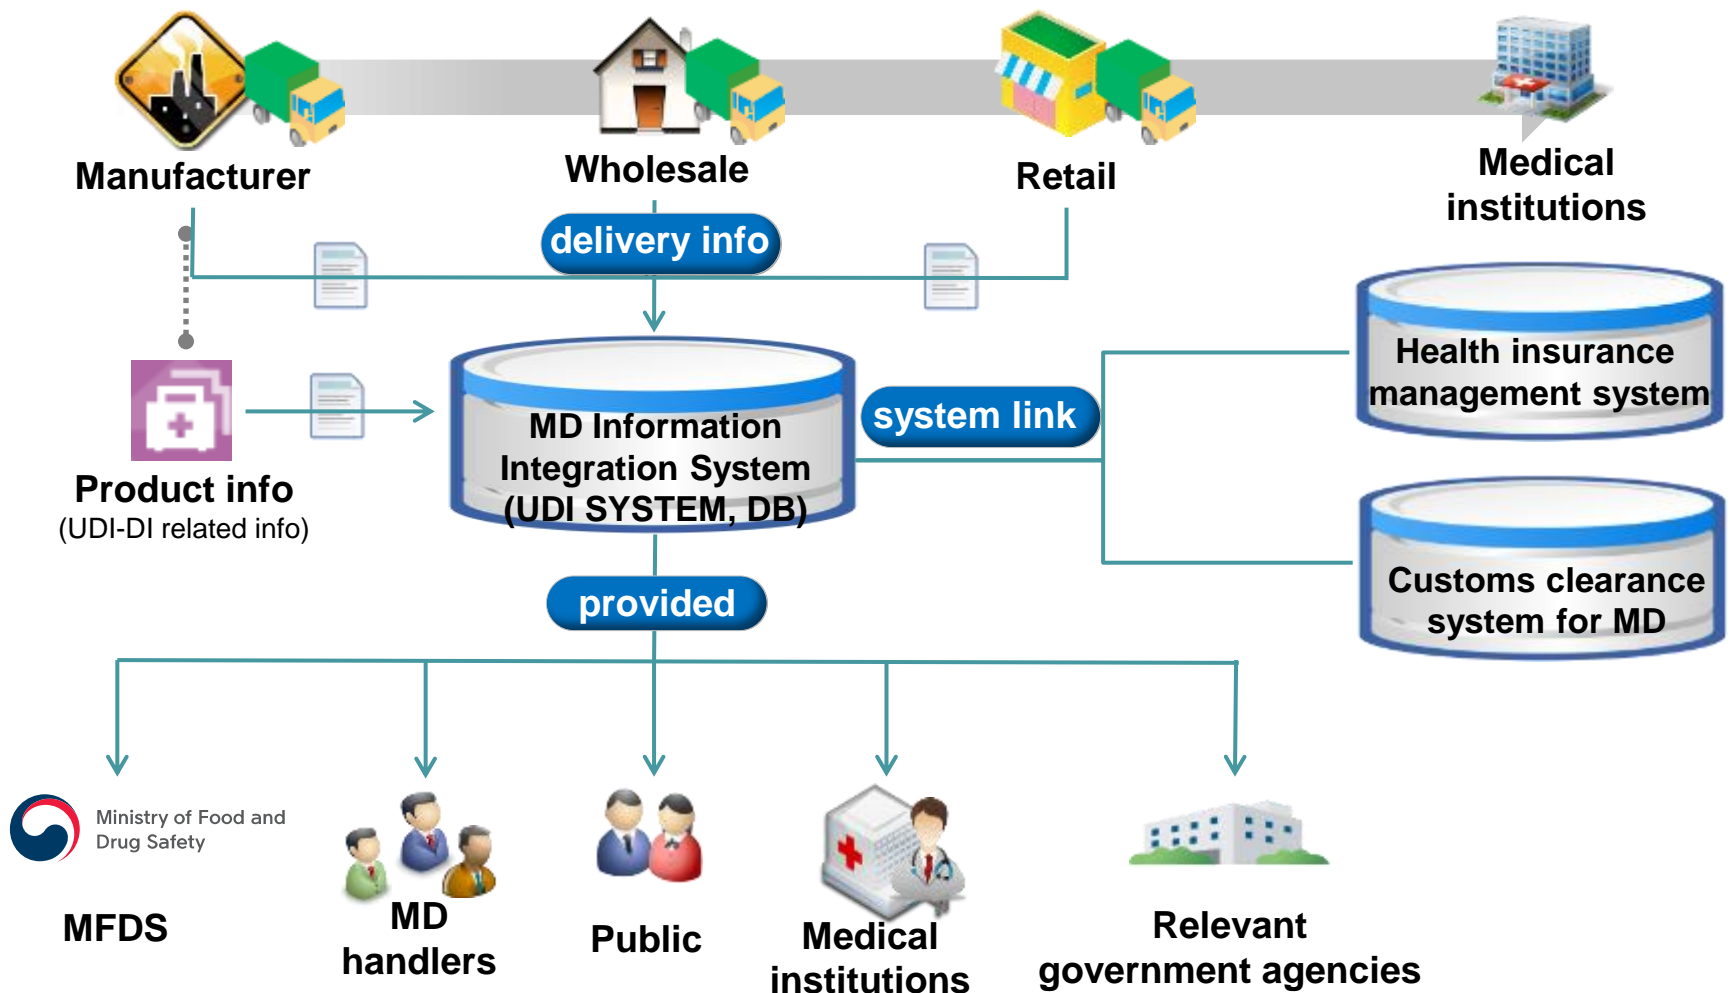 Manufacturer
Wholesale
Retail
Medical
institutions
delivery info
Product info
(UDI-DI related info)
MD Information
Integration System
(UDI SYSTEM, DB)
system link
Health insurance
management system
Customs clearance
system for MD
provided
Ministry of Food and
Drug Safety
MFDS
MD
handlers
Public
Medical
institutions
Relevant
government agencies